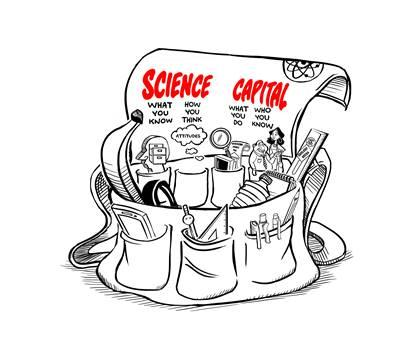 SCIENCE CAPITAL
WHAT YOU KNOW
HOW YOU THINK
WHAT YOU DO
WHO YOU KNOW
ATTITUDES